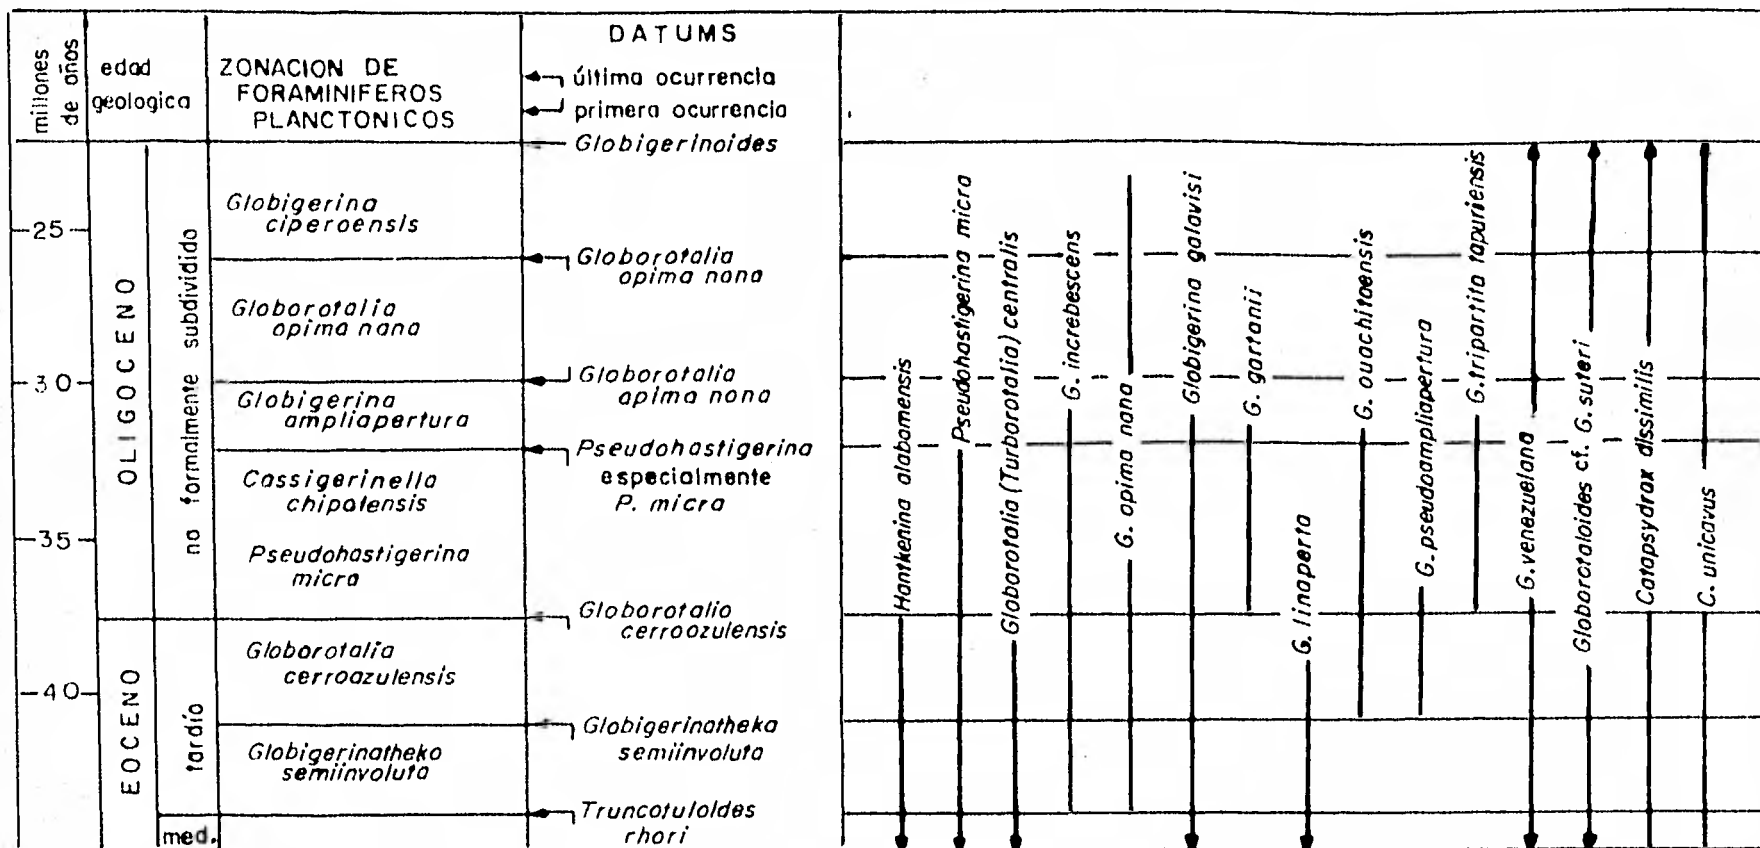 millones
de años
edad
geologica
ZONACION DE
FORAMINIFEROS
PLANCTONICOS
DATUMS
última ocurrencia
primera ocurrencia
Globigerinoides
-25-
-30-
-35-
-40-
OLIGOCENO
EOCENO
no formalmente subdividido
tardío
med.
Globigerina
ciperoensis
Globorotalia
opima nana
Globigerina
ampliapertura
Cassigerinella
chipolensis
Pseudohastigerina
micra
Globorotalia
cerroazulensis
Globigerinatheka
semiinvoluta
Globorotalia
opima nana
Globorotalia
opima nana
Pseudohastigerina
especialmente
P. micra
Globorotalia
cerroazulensis
Globigerinatheka
semiinvoluta
Truncotuloides
rhori
Hantkenina alabamensis
Pseudohastigerina micra
Globorotalia (Turborotalia) centralis
G. increbescens
G. opima nana
Globigerina galavisi
G. gortanii
G. linaperta
G. ouachitaensis
G. pseudoampliapertura
G. tripartita tapuriensis
G. venezuelana
Globorotaloides cf. G. suteri
Catapsydrax dissimilis
C. unicavus